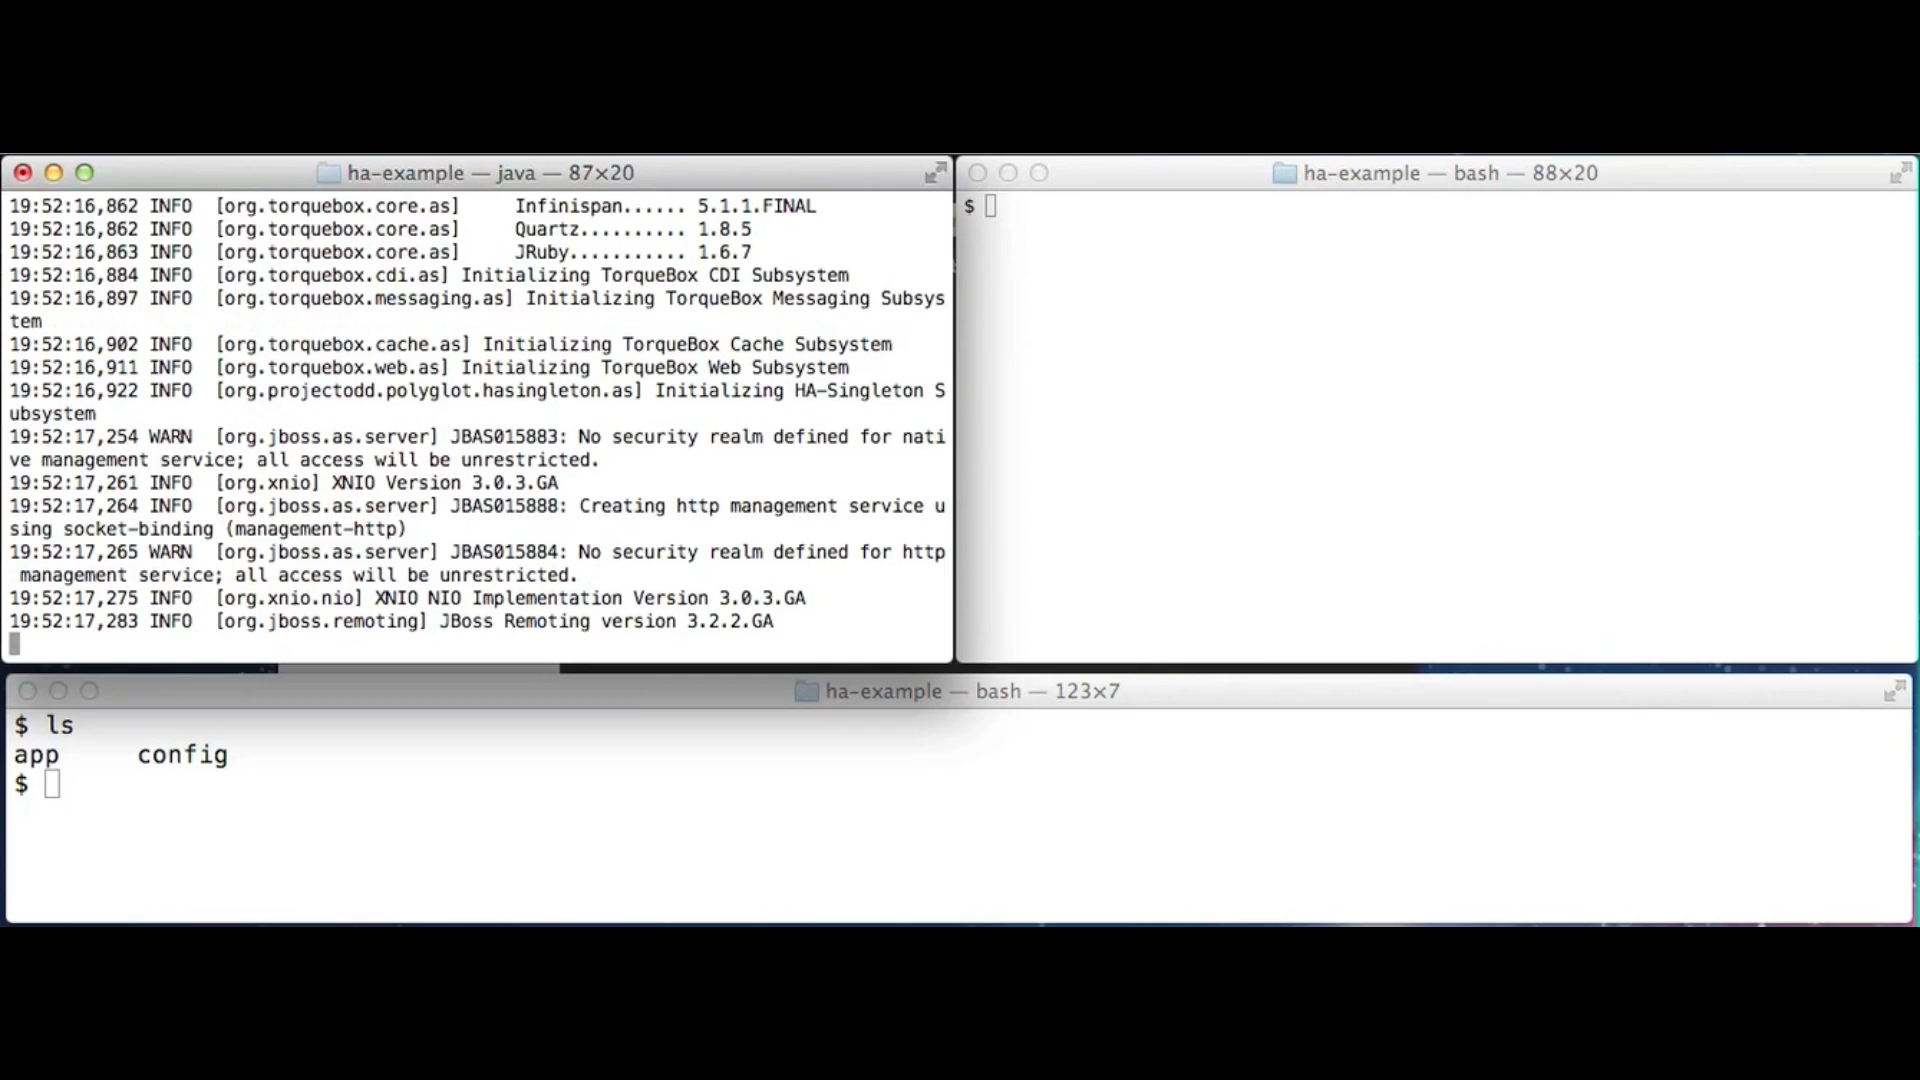 ha-example — java — 87×20
19:52:16,862 INFO  [org.torquebox.core.as]     Infinispan...... 5.1.1.FINAL
19:52:16,862 INFO  [org.torquebox.core.as]     Quartz.......... 1.8.5
19:52:16,863 INFO  [org.torquebox.core.as]     JRuby........... 1.6.7
19:52:16,884 INFO  [org.torquebox.cdi.as] Initializing TorqueBox CDI Subsystem
19:52:16,897 INFO  [org.torquebox.messaging.as] Initializing TorqueBox Messaging Subsys
tem
19:52:16,902 INFO  [org.torquebox.cache.as] Initializing TorqueBox Cache Subsystem
19:52:16,911 INFO  [org.torquebox.web.as] Initializing TorqueBox Web Subsystem
19:52:16,922 INFO  [org.projectodd.polyglot.hasingleton.as] Initializing HA-Singleton S
ubsystem
19:52:17,254 WARN  [org.jboss.as.server] JBAS015883: No security realm defined for nati
ve management service; all access will be unrestricted.
19:52:17,261 INFO  [org.xnio] XNIO Version 3.0.3.GA
19:52:17,264 INFO  [org.jboss.as.server] JBAS015888: Creating http management service u
sing socket-binding (management-http)
19:52:17,265 WARN  [org.jboss.as.server] JBAS015884: No security realm defined for http
 management service; all access will be unrestricted.
19:52:17,275 INFO  [org.xnio.nio] XNIO NIO Implementation Version 3.0.3.GA
19:52:17,283 INFO  [org.jboss.remoting] JBoss Remoting version 3.2.2.GA
ha-example — bash — 88×20
$
ha-example — bash — 123×7
$ ls
app     config
$